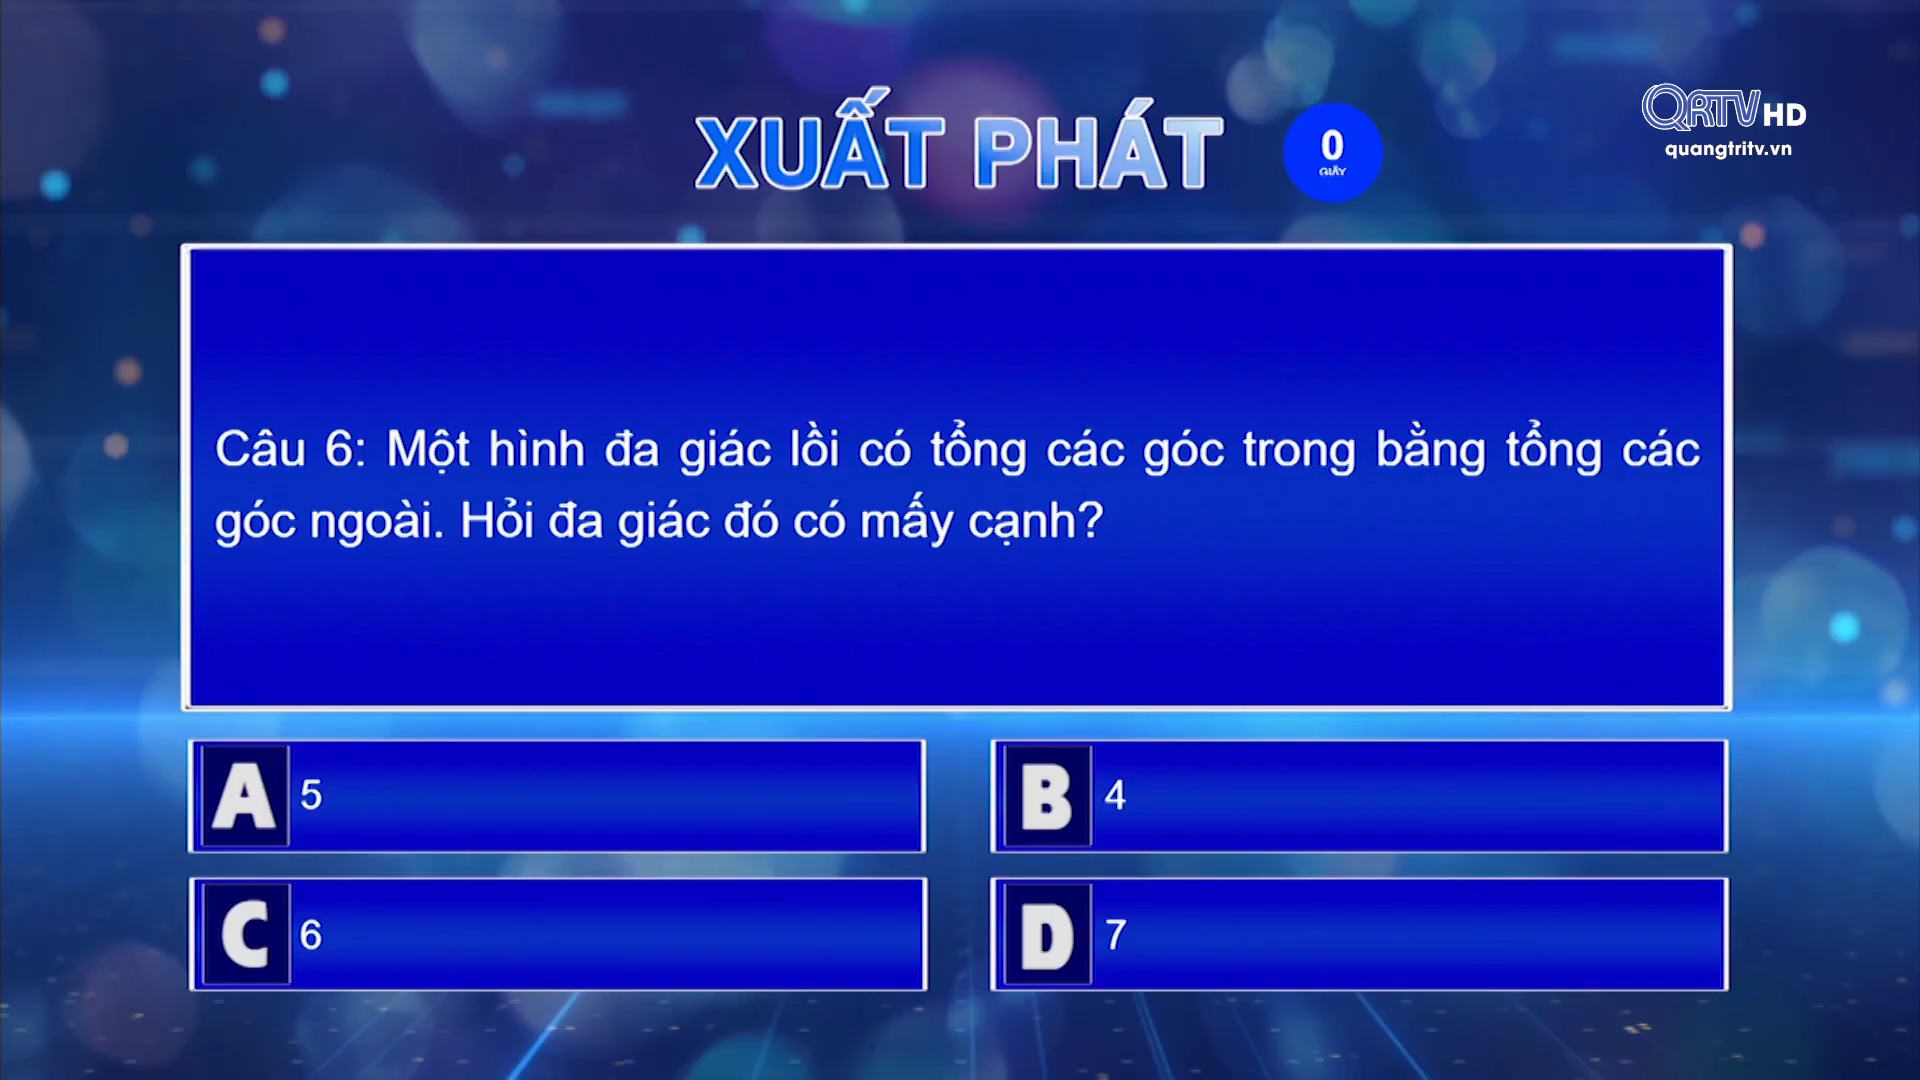 XUẤT PHÁT
0
GIÂY
QRTV HD
quangtritv.vn
Câu 6: Một hình đa giác lồi có tổng các góc trong bằng tổng các
góc ngoài. Hỏi đa giác đó có mấy cạnh?
A 5
B 4
C 6
D 7